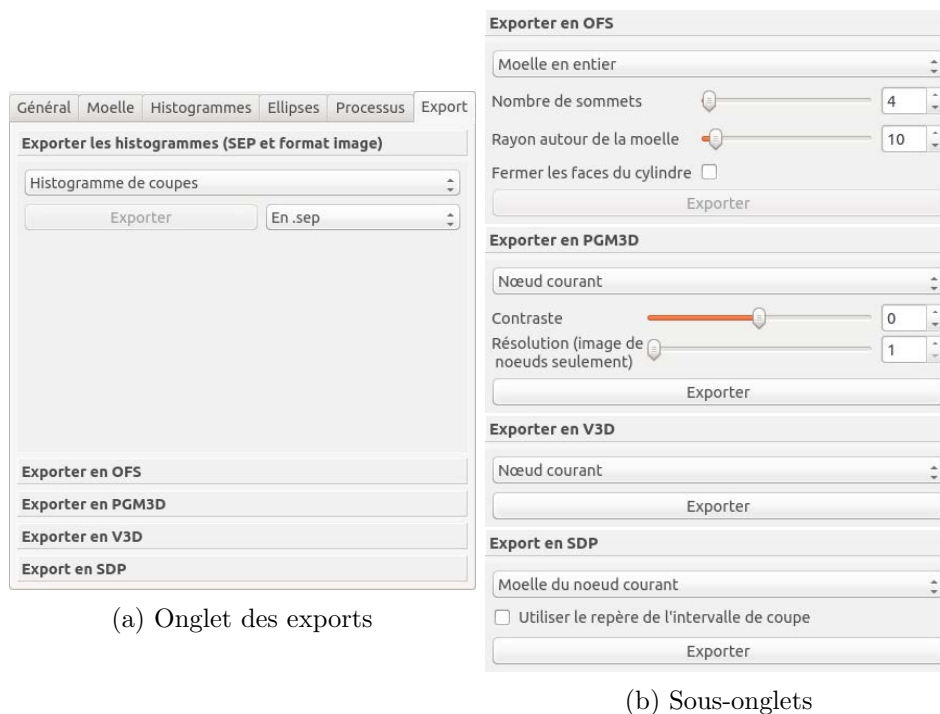 Général Moelle Histogrammes Ellipses Processus Export
Exporter les histogrammes (SEP et format image)
Histogramme de coupes
Exporter En .sep
Exporter en OFS
Exporter en PGM3D
Exporter en V3D
Export en SDP
(a) Onglet des exports
Exporter en OFS
Moelle en entier
Nombre de sommets 4
Rayon autour de la moelle 10
Fermer les faces du cylindre
Exporter
Exporter en PGM3D
Nœud courant
Contraste 0
Résolution (image de
noeuds seulement) 1
Exporter
Exporter en V3D
Nœud courant
Exporter
Export en SDP
Moelle du noeud courant
Utiliser le repère de l'intervalle de coupe
Exporter
(b) Sous-onglets